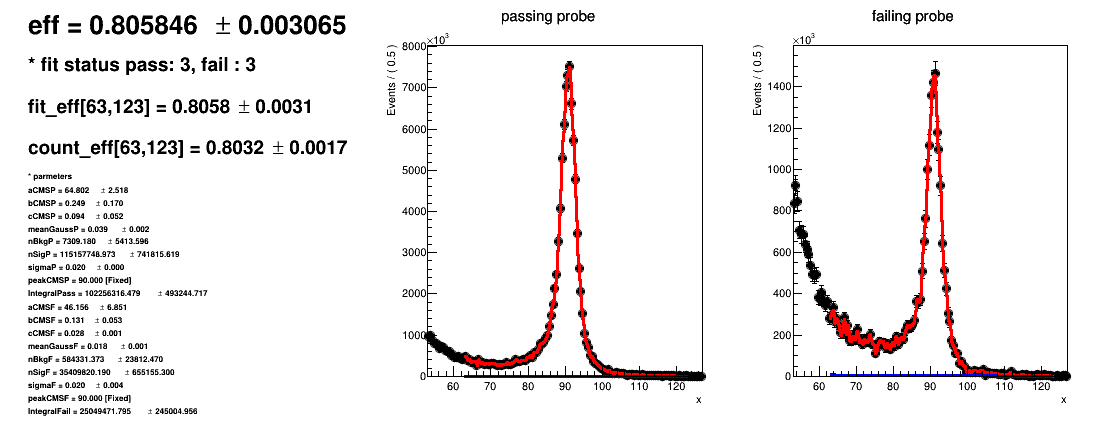 eff = 0.805846 ± 0.003065
* fit status pass: 3, fail : 3
fit_eff[63,123] = 0.8058 ± 0.0031
count_eff[63,123] = 0.8032 ± 0.0017
* parmeters
aCMSP = 64.802 ± 2.518
bCMSP = 0.249 ± 0.170
cCMSP = 0.094 ± 0.052
meanGaussP = 0.039 ± 0.002
nBkgP = 7309.180 ± 5413.596
nSigP = 115157748.973 ± 741815.619
sigmaP = 0.020 ± 0.000
peakCMSP = 90.000 [Fixed]
IntegralPass = 102256316.479 ± 493244.717
aCMSF = 46.156 ± 6.851
bCMSF = 0.131 ± 0.053
cCMSF = 0.028 ± 0.001
meanGaussF = 0.018 ± 0.001
nBkgF = 584331.373 ± 23812.470
nSigF = 35409820.190 ± 655155.300
sigmaF = 0.020 ± 0.004
peakCMSF = 90.000 [Fixed]
IntegralFail = 25049471.795 ± 245004.956
passing probe
×10³
Events / ( 0.5 )
8000
7000
6000
5000
4000
3000
2000
1000
0
60 70 80 90 100 110 120
x
failing probe
×10³
Events / ( 0.5 )
1400
1200
1000
800
600
400
200
0
60 70 80 90 100 110 120
x